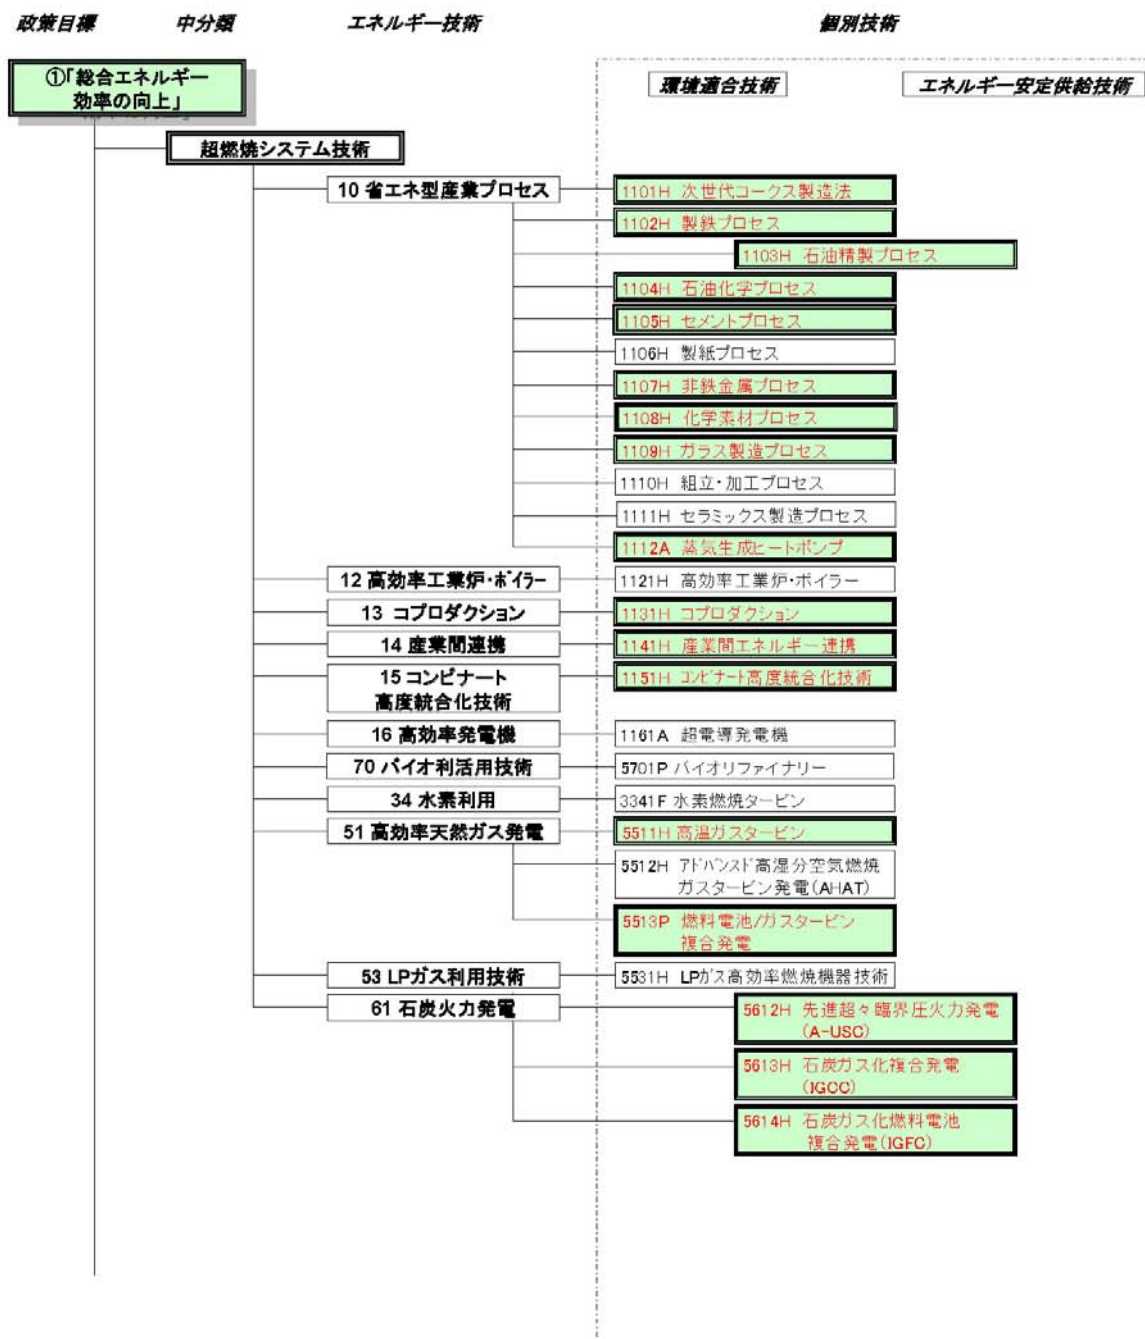 政策目標 中分類 エネルギー技術 個別技術
①「総合エネルギー
効率の向上」
環境適合技術 エネルギー安定供給技術
超燃焼システム技術
10 省エネ型産業プロセス 1101H 次世代コークス製造法
1102H 製鉄プロセス
1103H 石油精製プロセス
1104H 石油化学プロセス
1105H セメントプロセス
1106H 製紙プロセス
1107H 非鉄金属プロセス
1108H 化学素材プロセス
1109H ガラス製造プロセス
1110H 組立・加工プロセス
1111H セラミックス製造プロセス
1112A 蒸気生成ヒートポンプ
12 高効率工業炉・ボイラー 1121H 高効率工業炉・ボイラー
13 コプロダクション 1131H コプロダクション
14 産業間連携 1141H 産業間エネルギー連携
15 コンビナート 1151H コンビナート高度統合化技術
高度統合化技術
16 高効率発電機 1161A 超電導発電機
70 バイオ利活用技術 5701P バイオリファイナリー
34 水素利用 3341F 水素燃焼タービン
51 高効率天然ガス発電 5511H 高温ガスタービン
5512H アドバンスド高湿分空気燃焼
ガスタービン発電(AHAT)
5513P 燃料電池/ガスタービン
複合発電
53 LPガス利用技術 5531H LPガス高効率燃焼機器技術
61 石炭火力発電 5612H 先進超々臨界圧火力発電
(A-USC)
5613H 石炭ガス化複合発電
(IGCC)
5614H 石炭ガス化燃料電池
複合発電(IGFC)